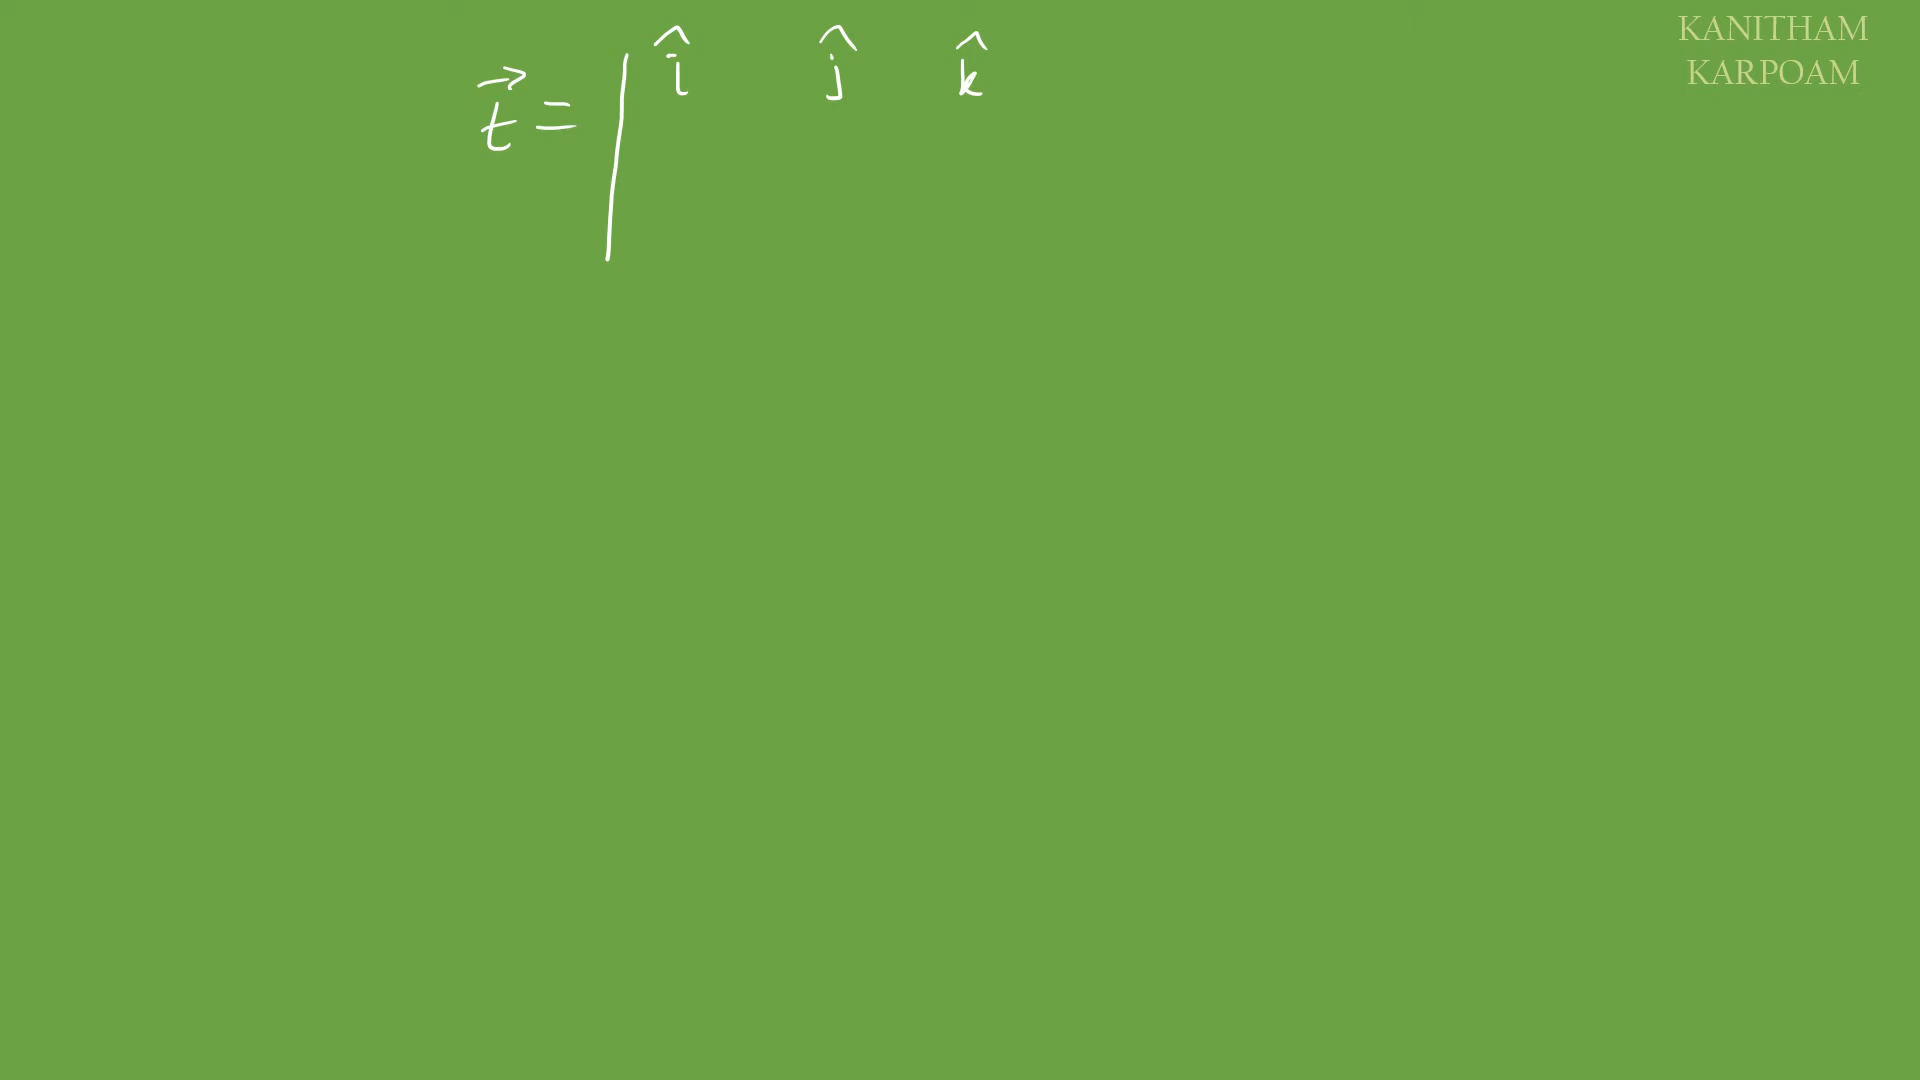 KANITHAM
KARPOAM
t⃗ = | î ĵ k̂